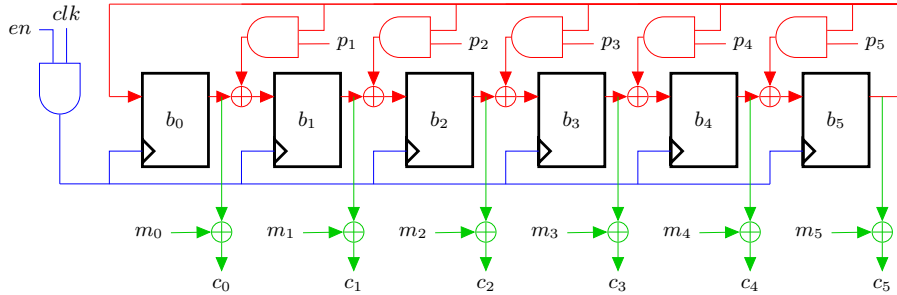 en clk
p₁ p₂ p₃ p₄ p₅
b₀ b₁ b₂ b₃ b₄ b₅
m₀ m₁ m₂ m₃ m₄ m₅
c₀ c₁ c₂ c₃ c₄ c₅